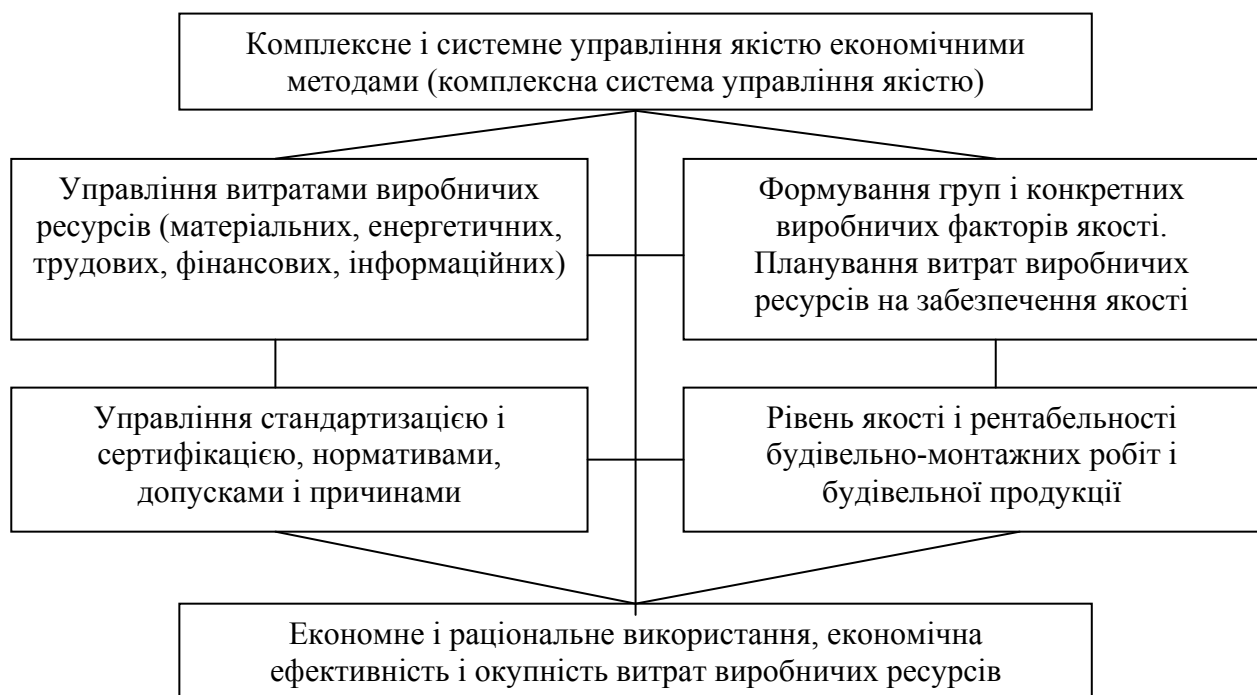 Комплексне і системне управління якістю економічними
методами (комплексна система управління якістю)
Управління витратами виробничих
ресурсів (матеріальних, енергетичних,
трудових, фінансових, інформаційних)
Формування груп і конкретних
виробничих факторів якості.
Планування витрат виробничих
ресурсів на забезпечення якості
Управління стандартизацією і
сертифікацією, нормативами,
допусками і причинами
Рівень якості і рентабельності
будівельно-монтажних робіт і
будівельної продукції
Економне і раціональне використання, економічна
ефективність і окупність витрат виробничих ресурсів